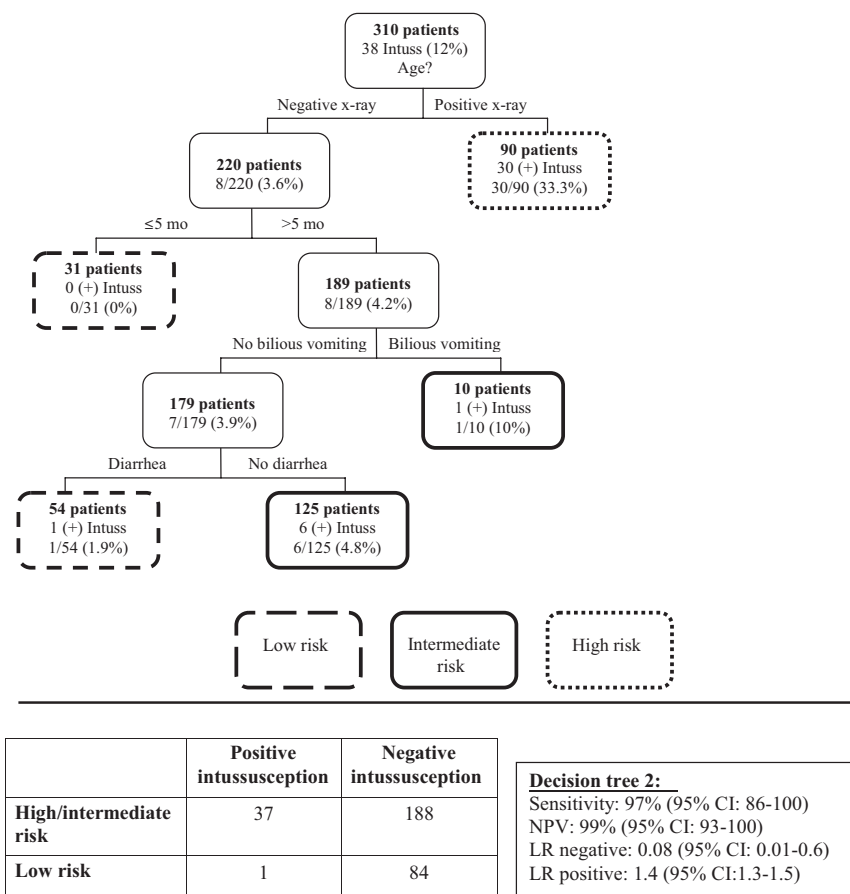 310 patients
38 Intuss (12%)
Age?
Negative x-ray
Positive x-ray
220 patients
8/220 (3.6%)
90 patients
30 (+) Intuss
30/90 (33.3%)
≤5 mo
>5 mo
31 patients
0 (+) Intuss
0/31 (0%)
189 patients
8/189 (4.2%)
No bilious vomiting
Bilious vomiting
179 patients
7/179 (3.9%)
10 patients
1 (+) Intuss
1/10 (10%)
Diarrhea
No diarrhea
54 patients
1 (+) Intuss
1/54 (1.9%)
125 patients
6 (+) Intuss
6/125 (4.8%)
Low risk
Intermediate
risk
High risk
Positive
intussusception
Negative
intussusception
High/intermediate
risk
37
188
Low risk
1
84
Decision tree 2:
Sensitivity: 97% (95% CI: 86-100)
NPV: 99% (95% CI: 93-100)
LR negative: 0.08 (95% CI: 0.01-0.6)
LR positive: 1.4 (95% CI:1.3-1.5)